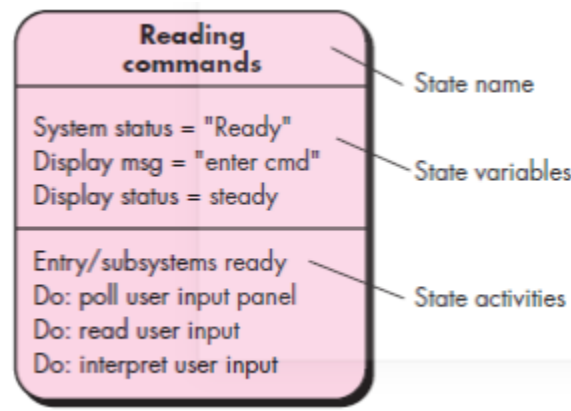 Reading
commands
State name
System status = "Ready"
Display msg = "enter cmd"
Display status = steady
State variables
Entry/subsystems ready
Do: poll user input panel
Do: read user input
Do: interpret user input
State activities